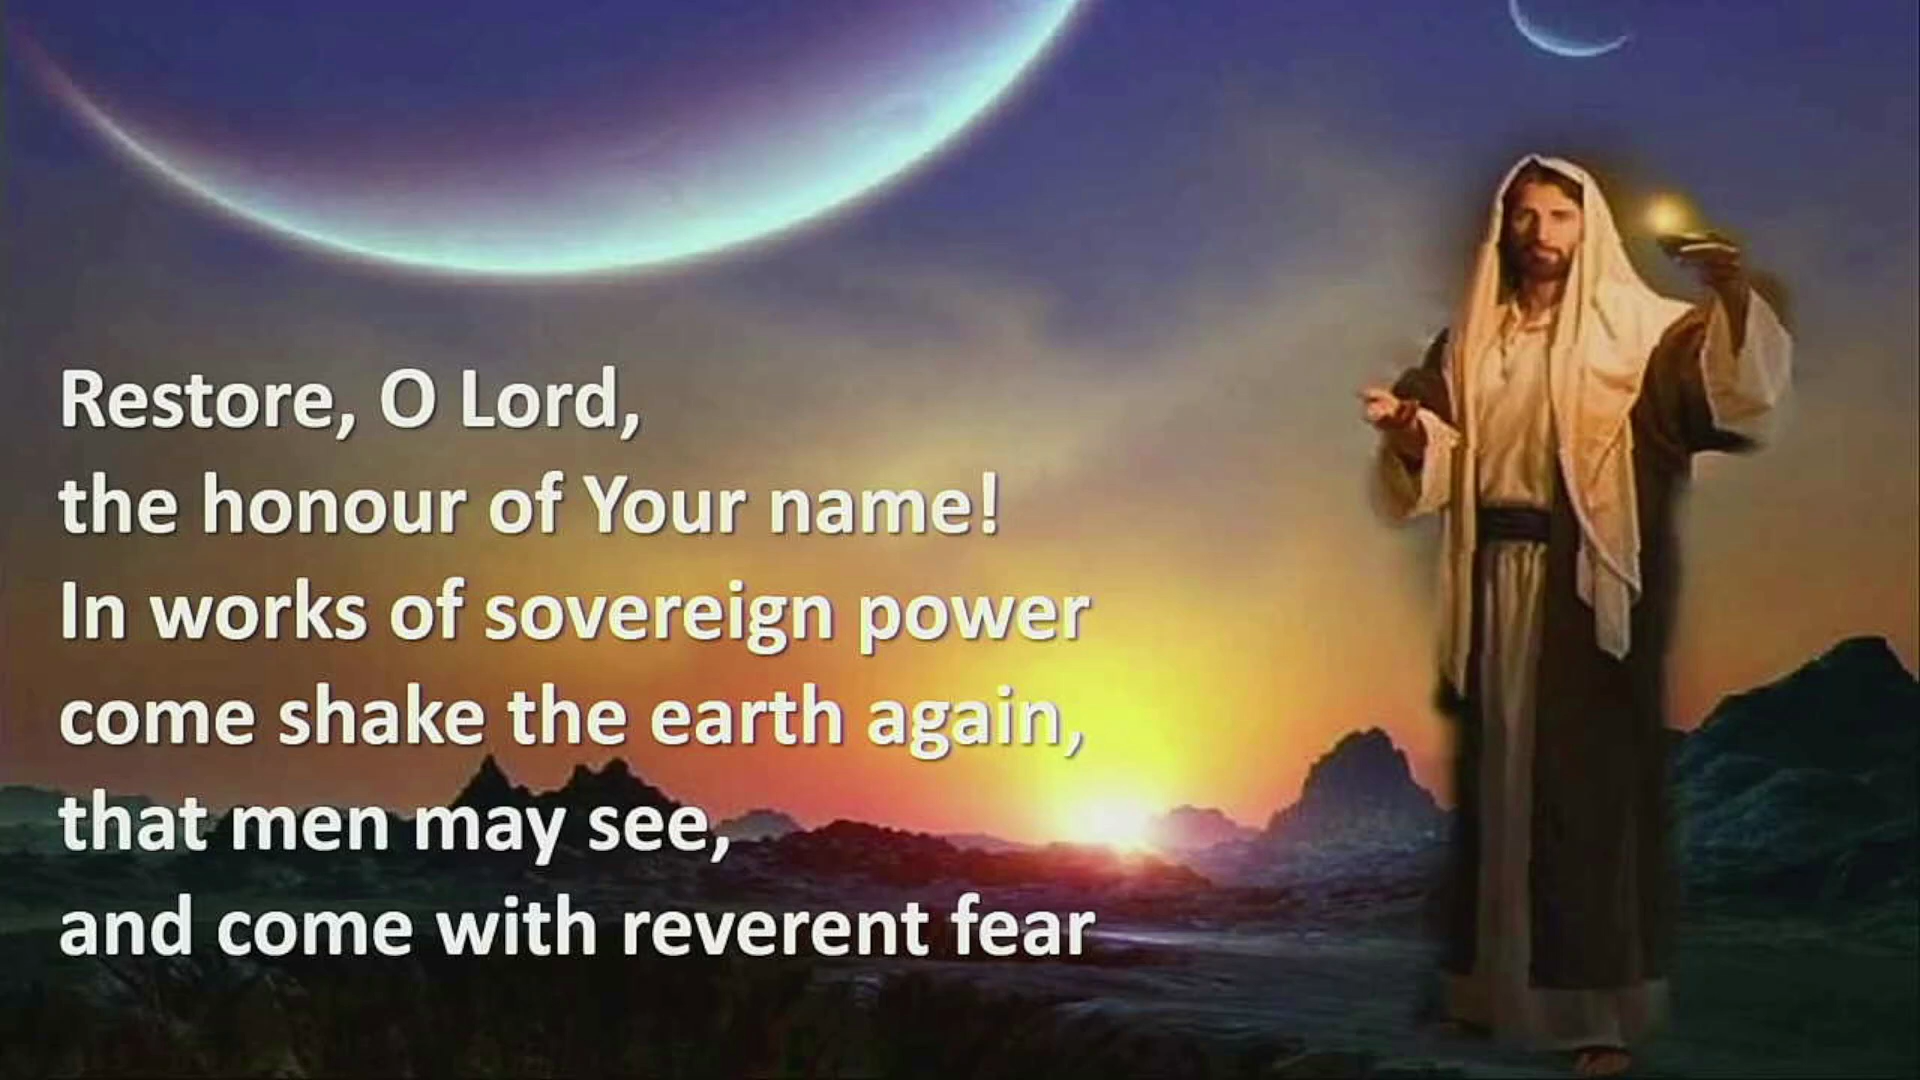 Restore, O Lord,
the honour of Your name!
In works of sovereign power
come shake the earth again,
that men may see,
and come with reverent fear